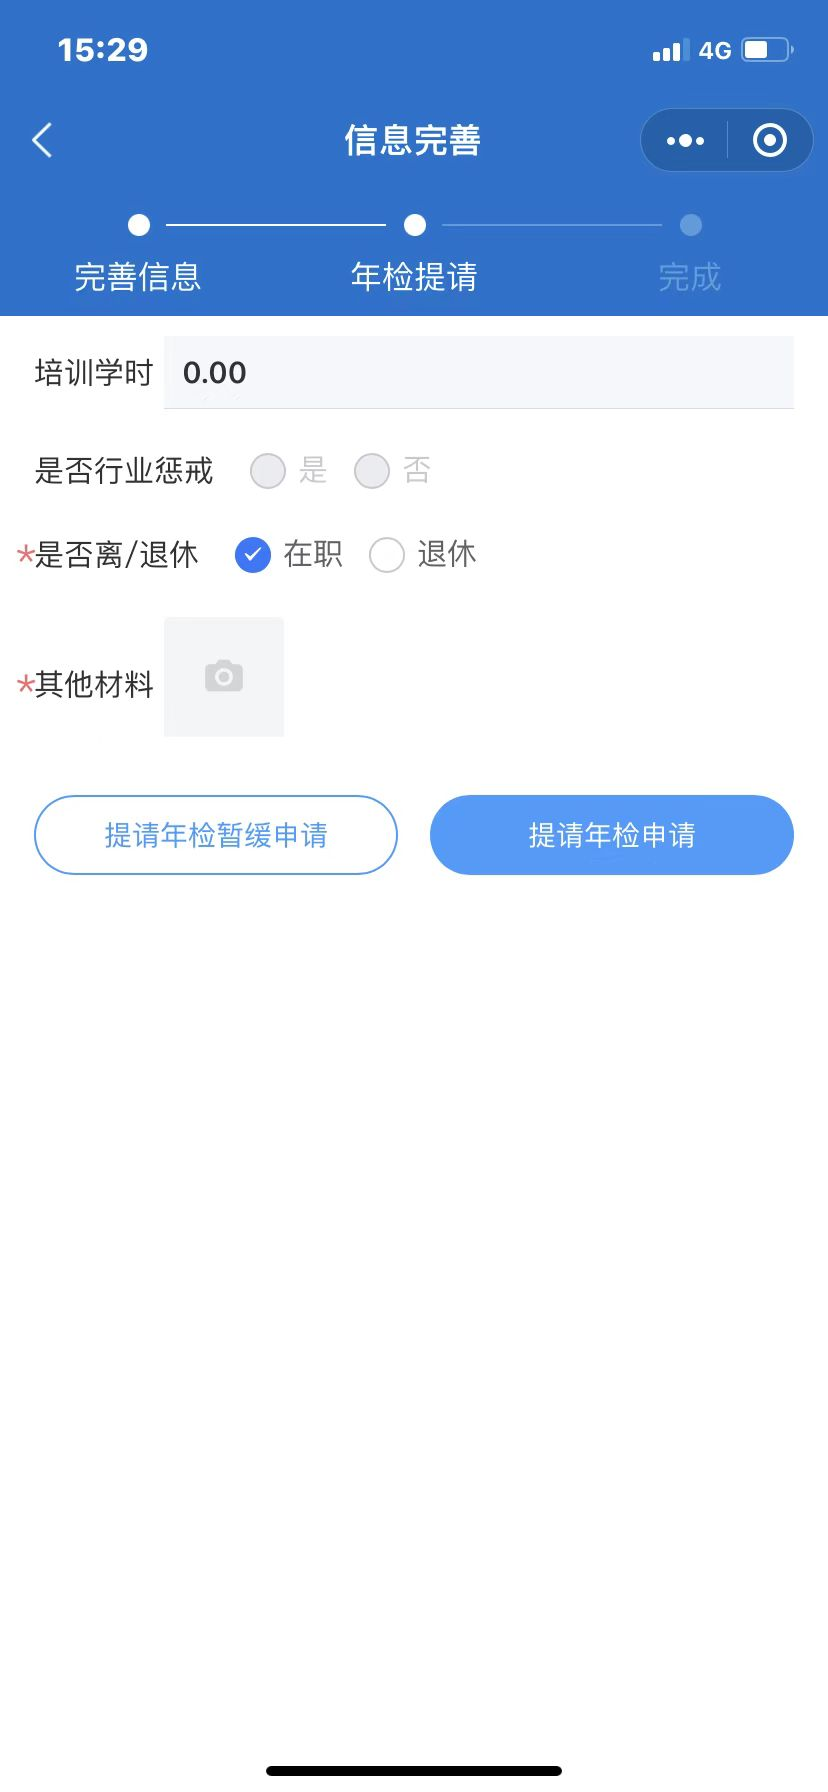 15:29
4G
信息完善
完善信息 年检提请 完成
培训学时 0.00
是否行业惩戒 是 否
*是否离/退休 在职 退休
*其他材料
提请年检暂缓申请 提请年检申请